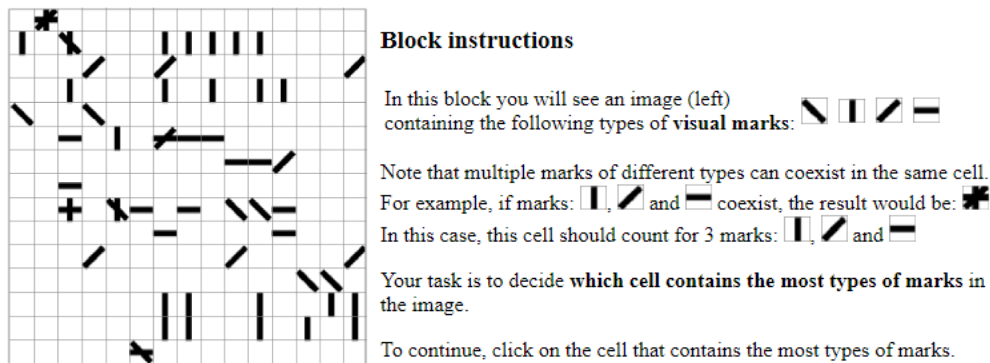 Block instructions
In this block you will see an image (left)
containing the following types of visual marks:
Note that multiple marks of different types can coexist in the same cell.
For example, if marks: , and coexist, the result would be:
In this case, this cell should count for 3 marks: , and
Your task is to decide which cell contains the most types of marks in
the image.
To continue, click on the cell that contains the most types of marks.